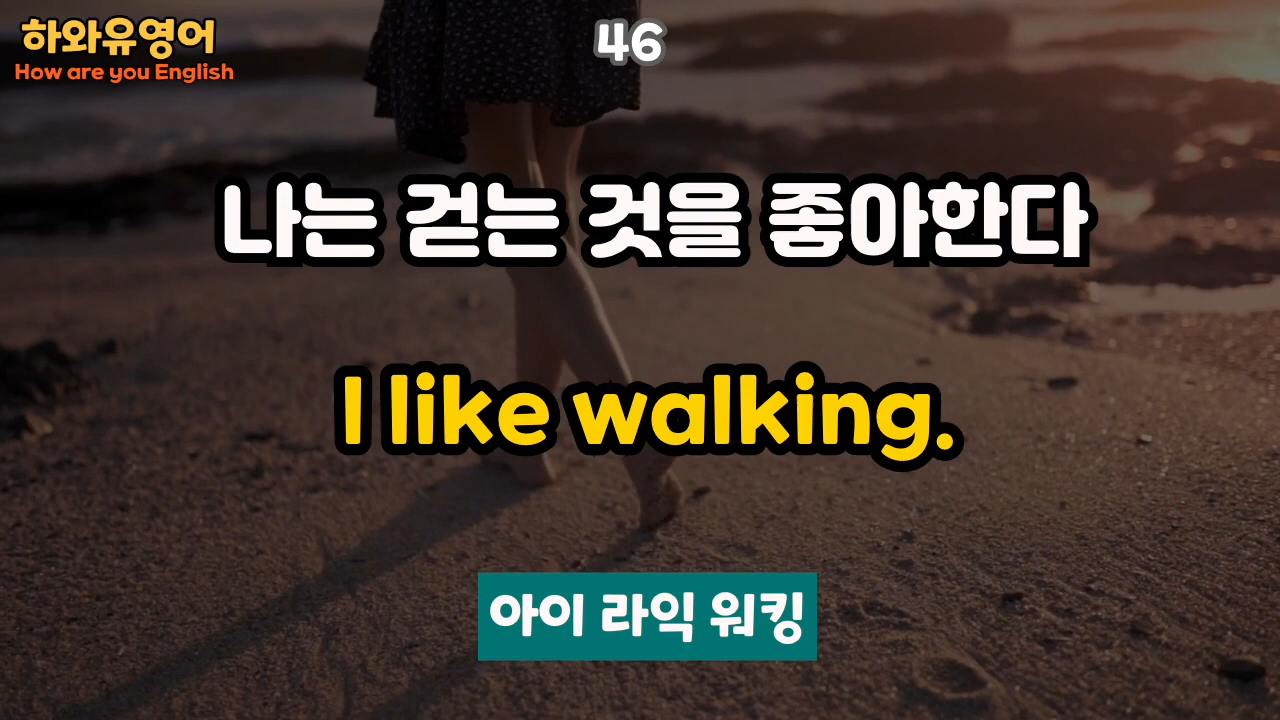 하와유영어
How are you English
46
나는 걷는 것을 좋아한다
I like walking.
아이 라익 워킹